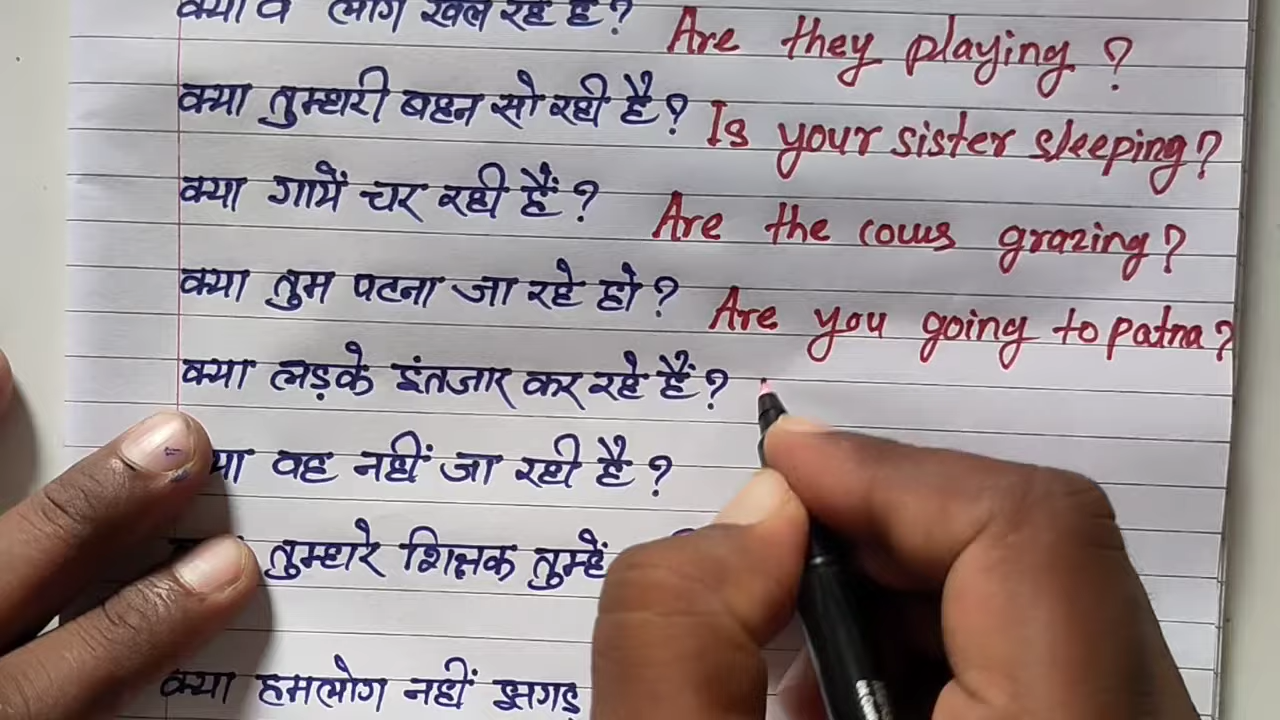 क्या वे लोग खेल रहे हैं? Are they playing ?
क्या तुम्हारी बहन सो रही है? Is your sister sleeping?
क्या गायें चर रही हैं? Are the cows grazing?
क्या तुम पटना जा रहे हो? Are you going to patna?
क्या लड़के इंतजार कर रहे हैं?
वह नहीं जा रही है?
तुम्हारे शिक्षक तुम्हें
क्या हमलोग नहीं झगड़